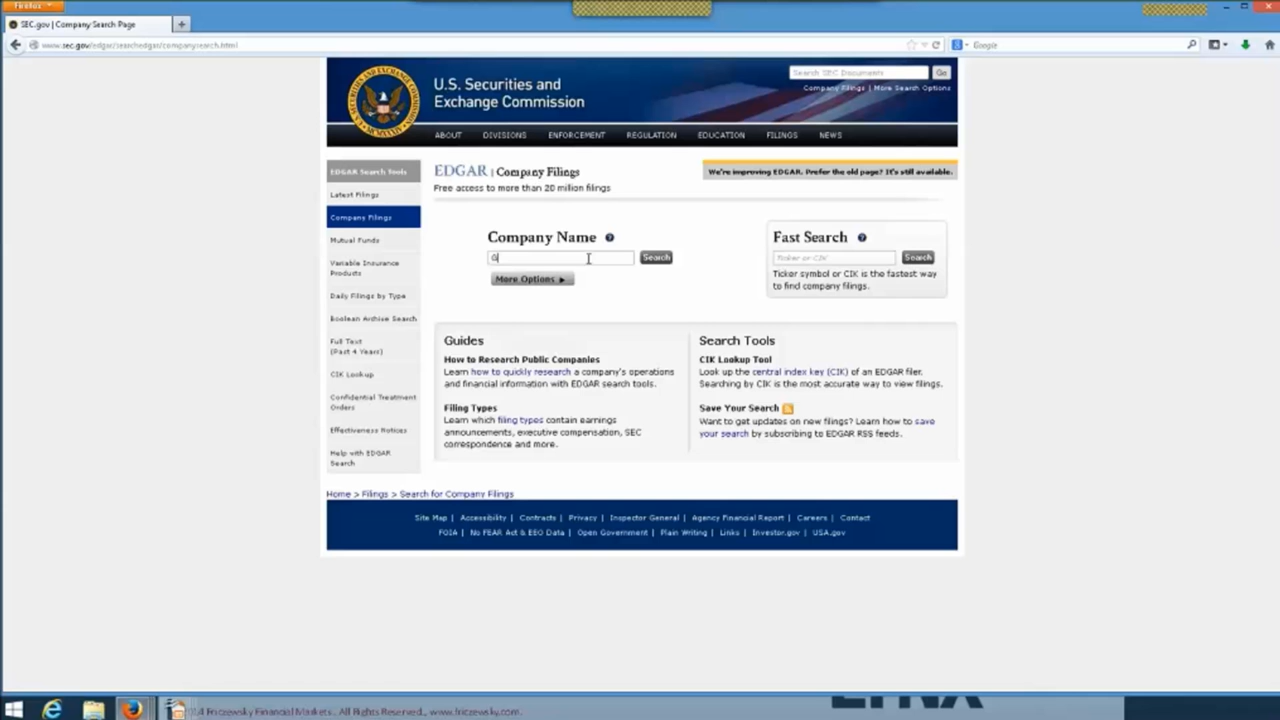 Firefox
SEC.gov | Company Search Page
www.sec.gov/edgar/searchedgar/companysearch.html
Google
U.S. Securities and
Exchange Commission
Search SEC Documents
Go
Company Filings | More Search Options
ABOUT DIVISIONS ENFORCEMENT REGULATION EDUCATION FILINGS NEWS
EDGAR Search Tools
Latest Filings
Company Filings
Mutual Funds
Variable Insurance
Products
Daily Filings by Type
Boolean Archive Search
Full Text
(Past 4 Years)
CIK Lookup
Confidential Treatment
Orders
Effectiveness Notices
Help with EDGAR
Search
EDGAR | Company Filings
We're improving EDGAR. Prefer the old page? It's still available.
Free access to more than 20 million filings
Company Name ?
G
Search
More Options
Fast Search ?
Ticker or CIK
Search
Ticker symbol or CIK is the fastest way
to find company filings.
Guides
How to Research Public Companies
Learn how to quickly research a company's operations
and financial information with EDGAR search tools.
Filing Types
Learn which filing types contain earnings
announcements, executive compensation, SEC
correspondence and more.
Search Tools
CIK Lookup Tool
Look up the central index key (CIK) of an EDGAR filer.
Searching by CIK is the most accurate way to view filings.
Save Your Search
Want to get updates on new filings? Learn how to save
your search by subscribing to EDGAR RSS feeds.
Home > Filings > Search for Company Filings
Site Map | Accessibility | Contracts | Privacy | Inspector General | Agency Financial Report | Careers | Contact
FOIA | No FEAR Act & EEO Data | Open Government | Plain Writing | Links | Investor.gov | USA.gov
Friczewsky Financial Markets. All Rights Reserved., www.friczewsky.com.